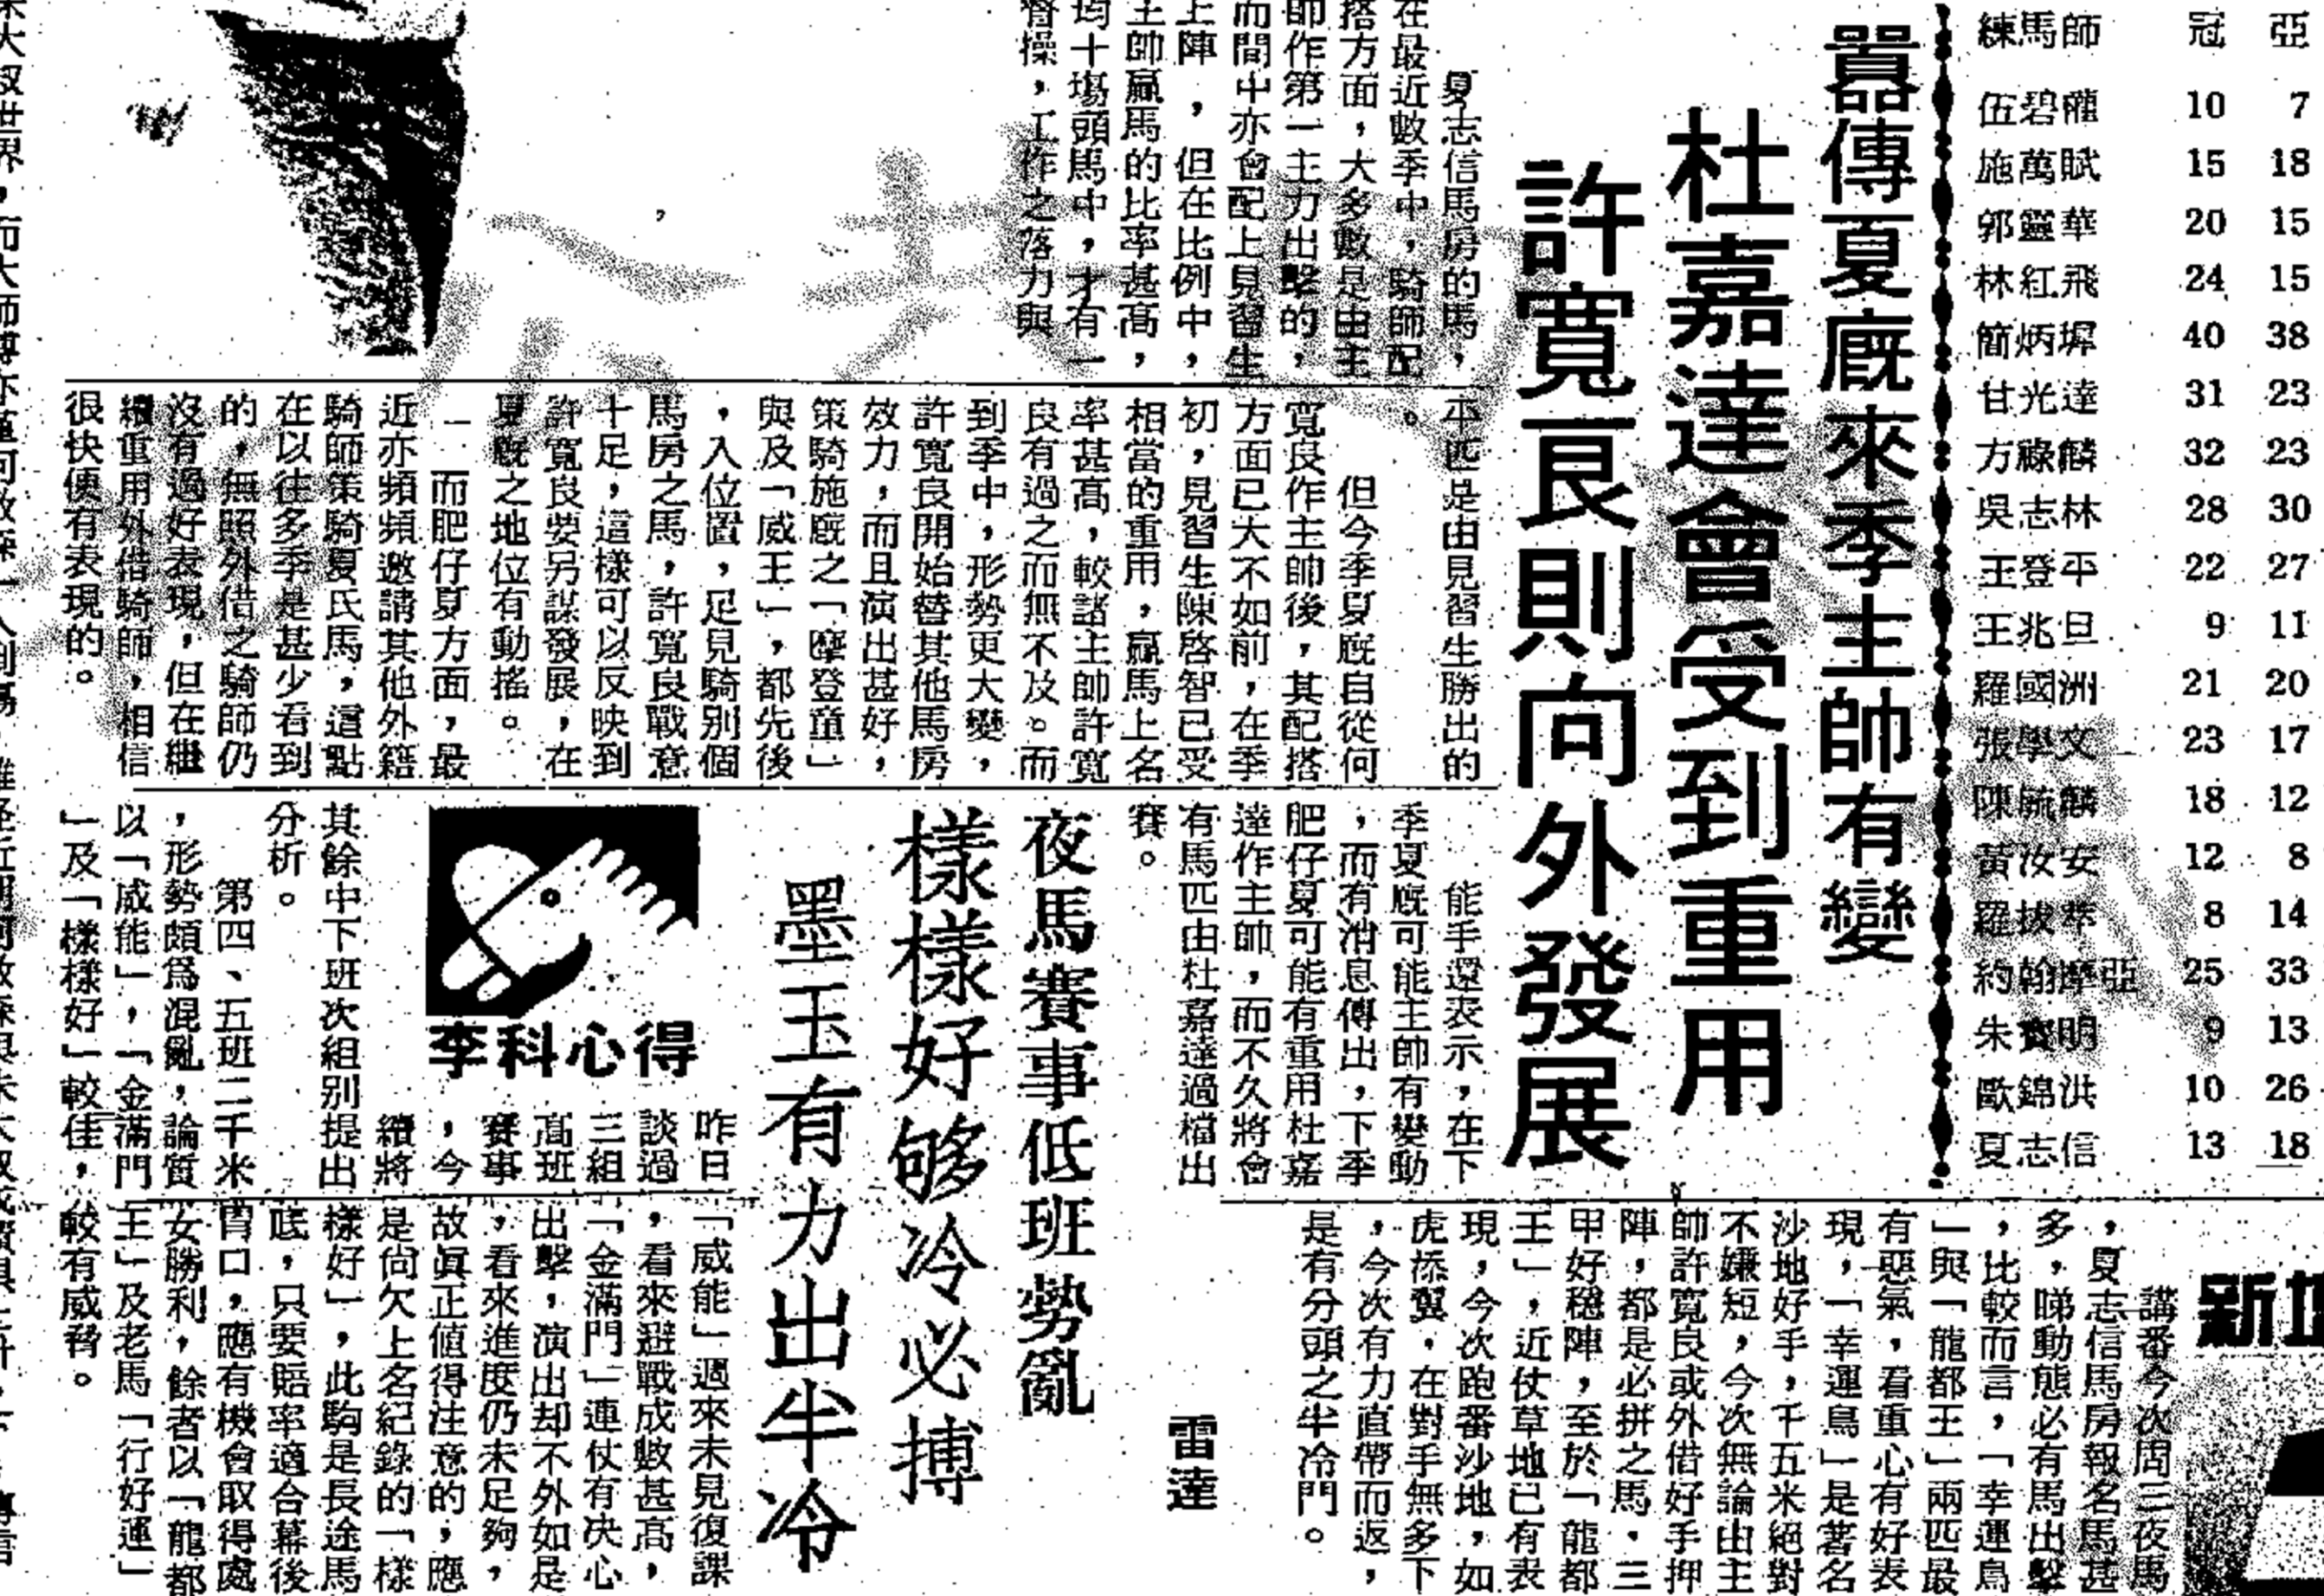 練馬師 冠 亞
伍碧權 10 7
施萬賦 15 18
郭靈華 20 15
林紅飛 24 15
簡炳墀 40 38
甘光達 31 23
方祿麟 32 23
吳志林 28 30
王登平 22 27
王兆旦 9 11
羅國洲 21 20
張學文 23 17
陳毓麟 18 12
黃汝安 12 8
羅拔萃 8 14
約翰摩亞 25 33
朱寶明 9 13
歐錦洪 10 26
夏志信 13 18
囂傳夏廐來季主帥有變
杜嘉達會受到重用
許寬良則向外發展
夏志信馬房的馬,
在最近數季中,騎師配
搭方面,大多數是由主
帥作第一主力出擊的,
而間中亦會配上見習生
上陣,但在比例中,
主帥贏馬的比率甚高,
均十場頭馬中,才有一
督操,工作之落力與
平匹是由見習生勝出的
。
但今季夏廐自從何
寬良作主帥後,其配搭
方面已大不如前,在季
初,見習生陳啓智已受
相當的重用,贏馬上名
率甚高,較諸主帥許寬
良有過之而無不及。而
到季中,形勢更大變,
許寬良開始替其他馬房
效力,而且演出甚好,
策騎施廐之「摩登童」
與及「威王」,都先後
,入位置,足見騎別個
馬房之馬,許寬良戰意
十足,這樣可以反映到
許寬良要另謀發展,在
夏廐之地位有動搖。
而肥仔夏方面,最
近亦頻頻邀請其他外籍
騎師策騎夏氏馬,這點
在以往多季是甚少看到
的,無照外借之騎師仍
沒有過好表現,但在繼
續重用外借騎師,相信
很快便有表現的。
能手還表示,在下
季夏廐可能主帥有變動
,而有消息傳出,下季
肥仔夏可能有重用杜嘉
達作主帥,而不久將會
有馬匹由杜嘉達過檔出
賽。
講番今次周三夜馬
,夏志信馬房報名馬甚
多,睇動態必有馬出擊
,比較而言,「幸運鳥
」與「龍都王」兩匹最
有惡氣,看重心有好表
現,「幸運鳥」是著名
沙地好手,千五米絕對
不嫌短,今次無論由主
帥許寬良或外借好手押
陣,都是必拼之馬,三
甲好穩陣,至於「龍都
王」,近仗草地已有表
現,今次跑番沙地,如
虎添翼,在對手無多下
,今次有力直帶而返,
是有分頭之半冷門。
雷達
新
夜馬賽事低班勢亂
樣樣好够冷必搏
墨玉有力出半冷
李科心得
昨日
談過
三組
高班
賽事
,今
續將
其餘中下班次組別提出
分析。
第四、五班二千米
,形勢頗爲混亂,論質
以「威能」,「金滿門
」及「樣樣好」較佳,
「威能」週來未見復課
,看來避戰成數甚高,
「金滿門」連仗有決心
出擊,演出却不外如是
,看來進度仍未足夠,
故眞正值得注意的,應
是尙欠上名紀錄的「樣
樣好」,此駒是長途馬
底,只要賠率適合幕後
胃口,應有機會取得處
女勝利,餘者以「龍都
王」及老馬「行好運」
較有威脅。